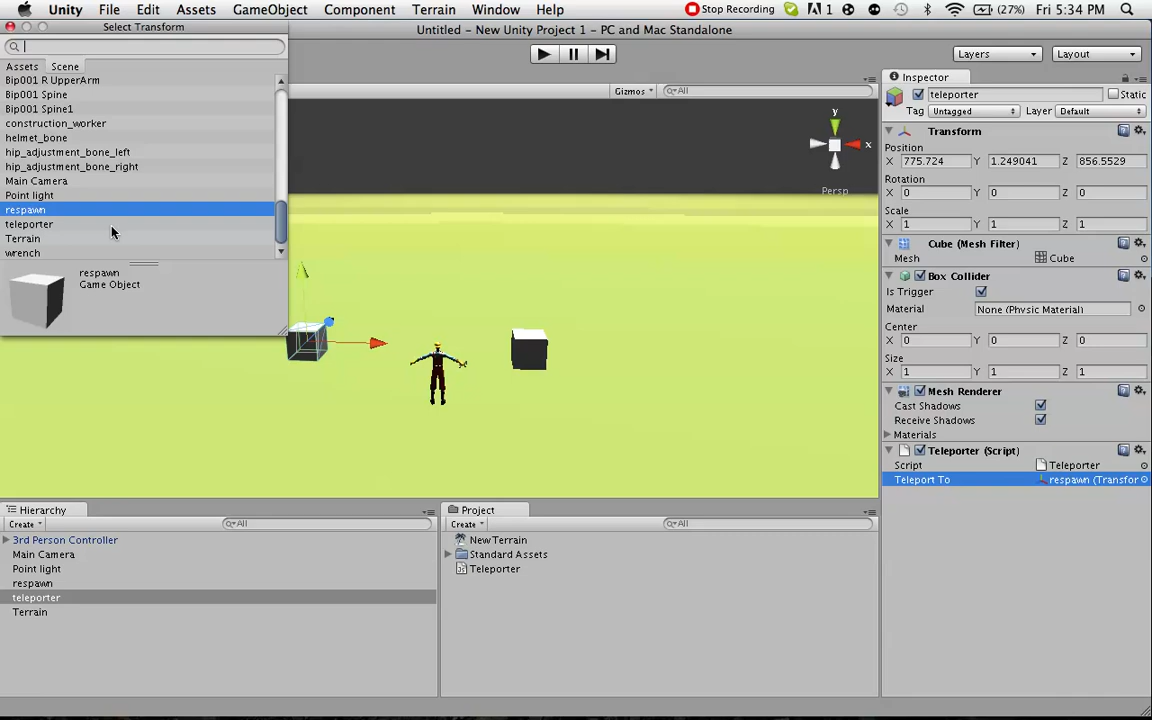 Unity File Edit Assets GameObject Component Terrain Window Help Stop Recording 1 (27%) Fri 5:34 PM
Select Transform
Untitled - New Unity Project 1 - PC and Mac Standalone
Layers Layout
Assets Scene
Bip001 R UpperArm
Bip001 Spine
Bip001 Spine1
construction_worker
helmet_bone
hip_adjustment_bone_left
hip_adjustment_bone_right
Main Camera
Point light
respawn
teleporter
Terrain
wrench
respawn
Game Object
Gizmos All
y
x
Persp
Inspector
teleporter Static
Tag Untagged Layer Default
Transform
Position
X 775.724 Y 1.249041 Z 856.5529
Rotation
X 0 Y 0 Z 0
Scale
X 1 Y 1 Z 1
Cube (Mesh Filter)
Mesh Cube
Box Collider
Is Trigger
Material None (Physic Material)
Center
X 0 Y 0 Z 0
Size
X 1 Y 1 Z 1
Mesh Renderer
Cast Shadows
Receive Shadows
Materials
Teleporter (Script)
Script Teleporter
Teleport To respawn (Transfor
Hierarchy
Create All
3rd Person Controller
Main Camera
Point light
respawn
teleporter
Terrain
Project
Create All
New Terrain
Standard Assets
Teleporter